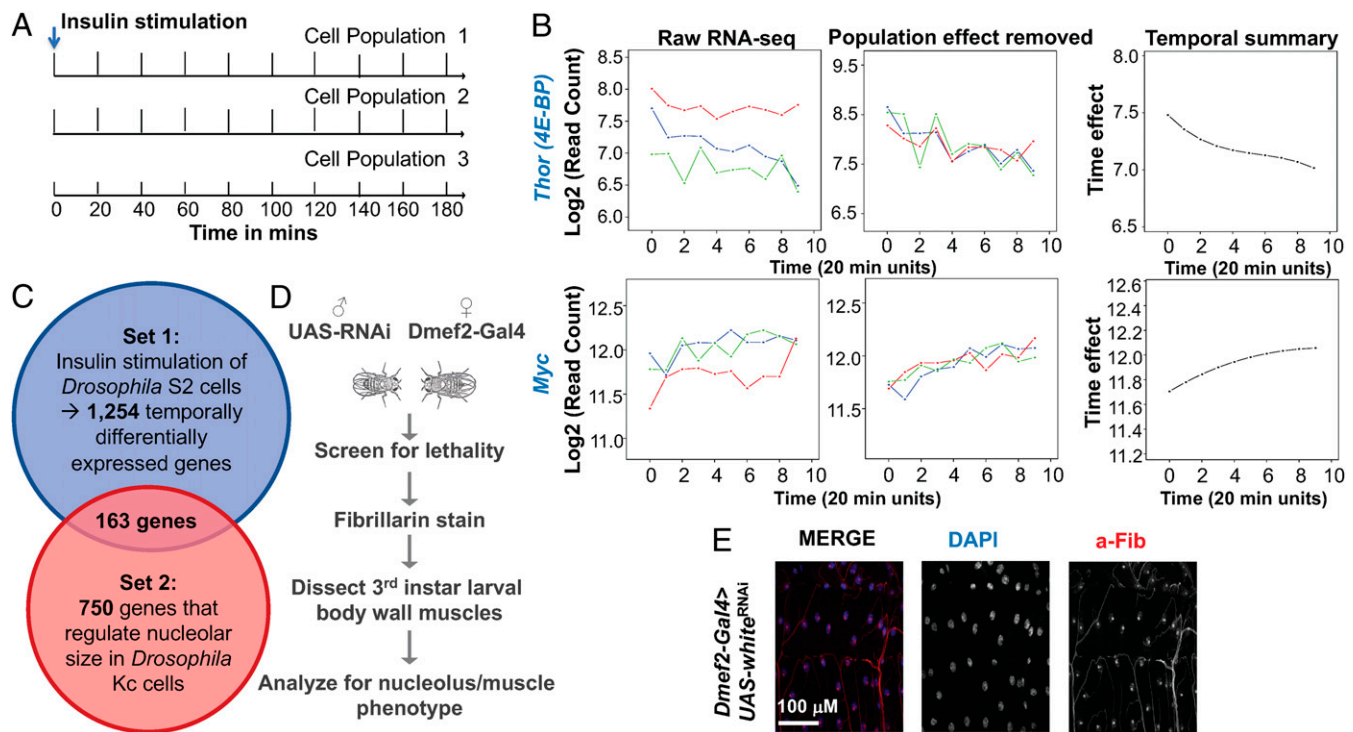 A
Insulin stimulation
Cell Population 1
Cell Population 2
Cell Population 3
0 20 40 60 80 100 120 140 160 180
Time in mins
B
Raw RNA-seq
Population effect removed
Temporal summary
Thor (4E-BP)
Log2 (Read Count)
8.0
7.5
7.0
6.5
6.0
0 2 4 6 8 10
9.5
8.5
7.5
6.5
0 2 4 6 8 10
Time (20 min units)
Time effect
8.0
7.5
7.0
6.5
0 2 4 6 8 10
Time (20 min units)
Myc
Log2 (Read Count)
12.5
12.0
11.5
11.0
0 2 4 6 8 10
12.5
12.0
11.5
0 2 4 6 8 10
Time (20 min units)
Time effect
12.6
12.4
12.2
12.0
11.8
11.6
11.4
11.2
0 2 4 6 8 10
Time (20 min units)
C
Set 1:
Insulin stimulation of
Drosophila S2 cells
→ 1,254 temporally
differentially
expressed genes
163 genes
Set 2:
750 genes that
regulate nucleolar
size in Drosophila
Kc cells
D
♂ ♀
UAS-RNAi Dmef2-Gal4
Screen for lethality
Fibrillarin stain
Dissect 3rd instar larval
body wall muscles
Analyze for nucleolus/muscle
phenotype
E
MERGE DAPI a-Fib
Dmef2-Gal4>
UAS-whiteRNAi
100 μM